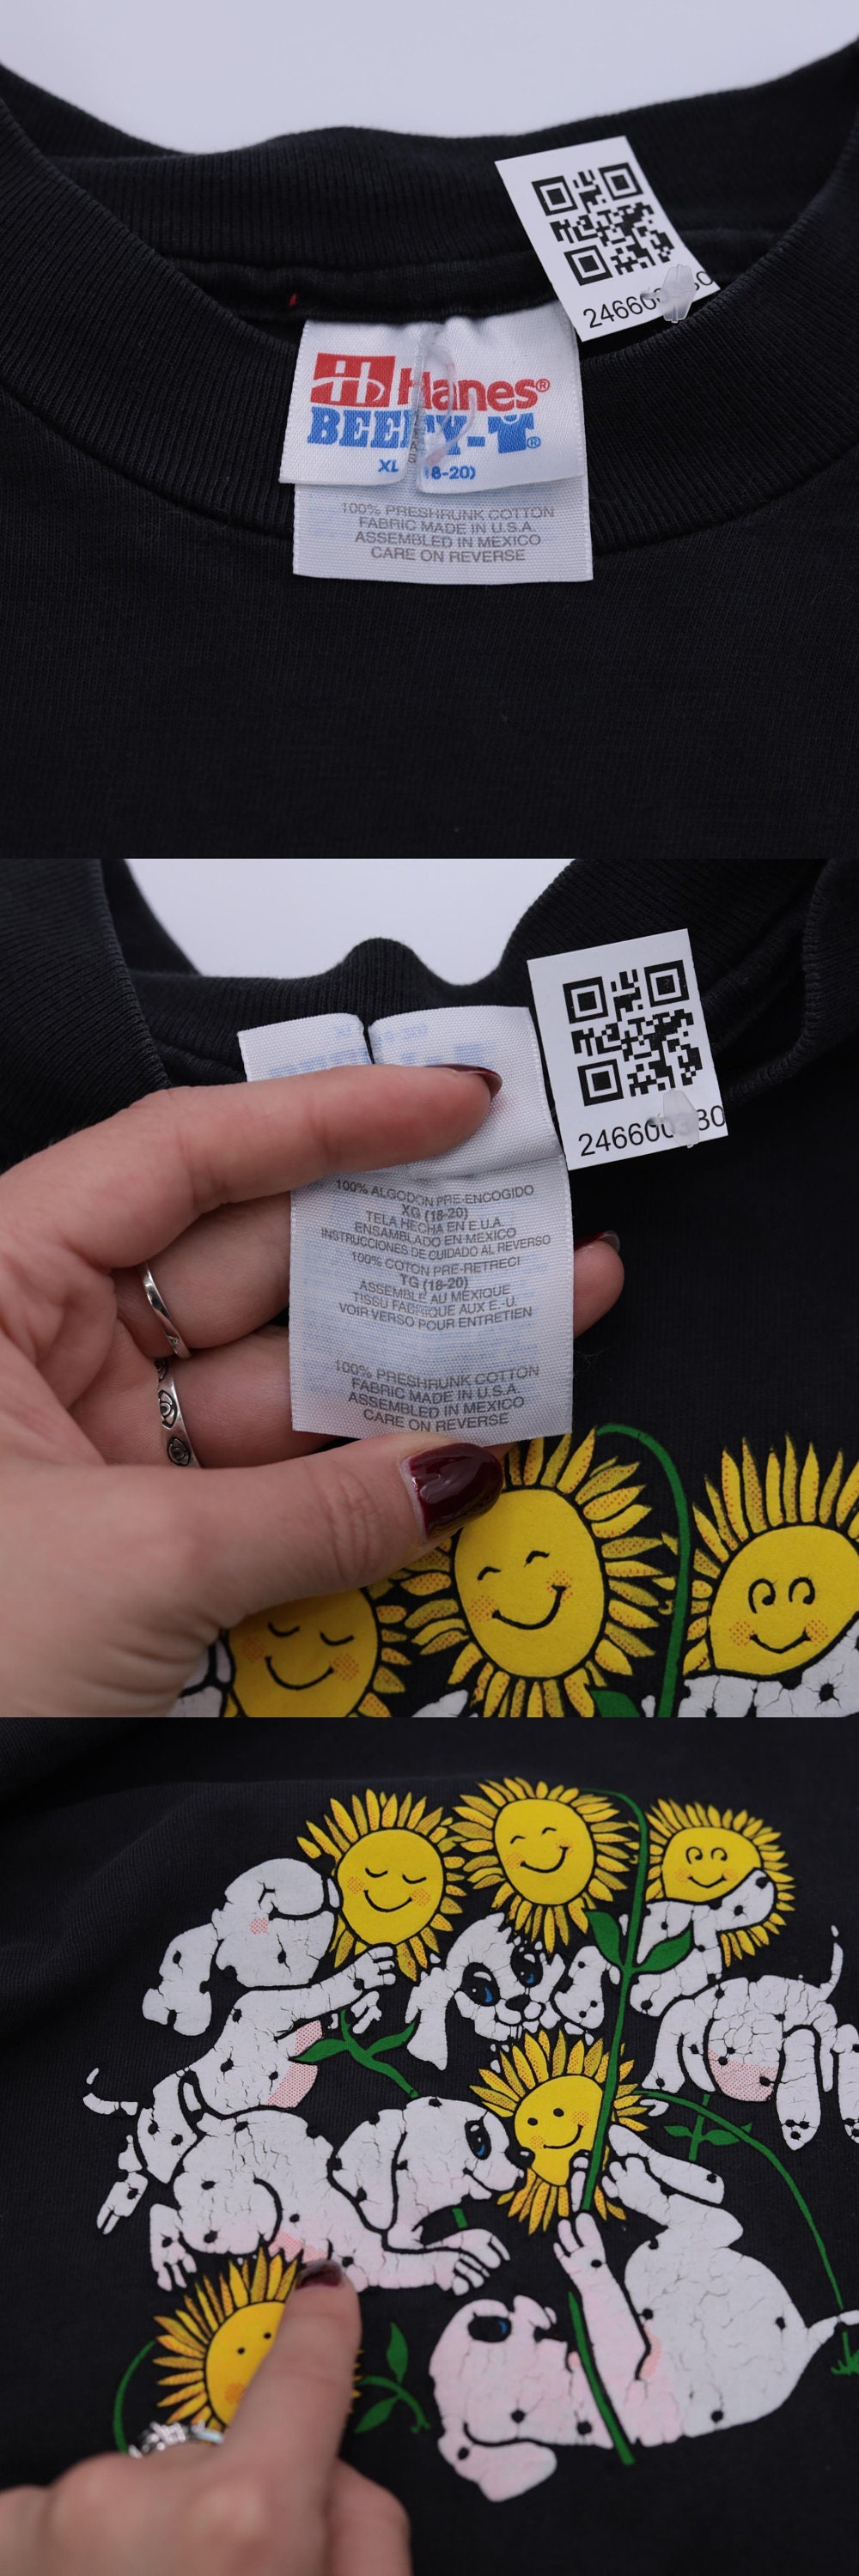 Hanes®
BEEFY-T®
XL (18-20)
100% PRESHRUNK COTTON
FABRIC MADE IN U.S.A.
ASSEMBLED IN MEXICO
CARE ON REVERSE
100% ALGODON PRE-ENCOGIDO
XG (18-20)
TELA HECHA EN E.U.A.
ENSAMBLADO EN MEXICO
INSTRUCCIONES DE CUIDADO AL REVERSO
100% COTON PRE-RETRECI
TG (18-20)
ASSEMBLE AU MEXIQUE
TISSU FABRIQUE AUX E.-U.
VOIR VERSO POUR ENTRETIEN
100% PRESHRUNK COTTON
FABRIC MADE IN U.S.A.
ASSEMBLED IN MEXICO
CARE ON REVERSE